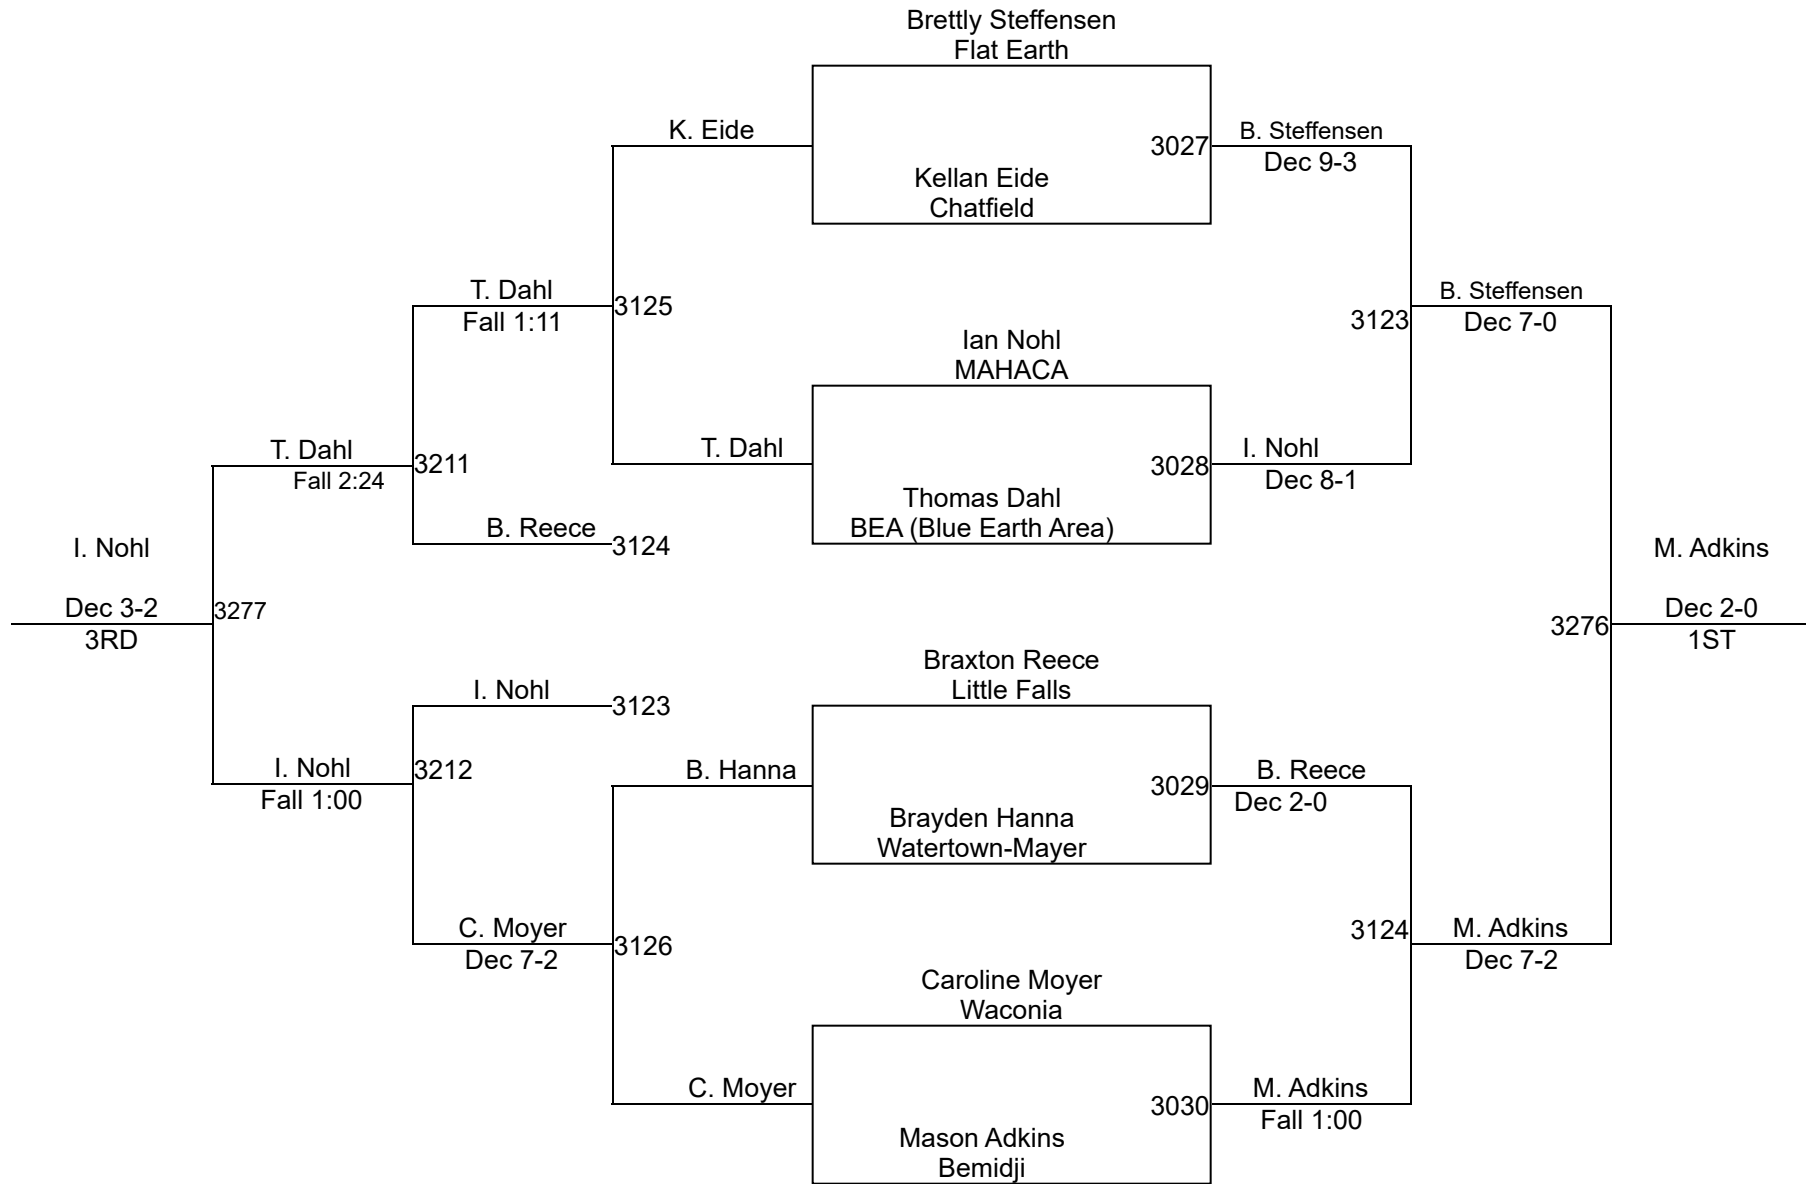 Brettly Steffensen
Flat Earth
K. Eide
3027
B. Steffensen
Dec 9-3
Kellan Eide
Chatfield
T. Dahl
Fall 1:11
3125
3123
B. Steffensen
Dec 7-0
Ian Nohl
MAHACA
T. Dahl
3028
I. Nohl
Dec 8-1
Thomas Dahl
BEA (Blue Earth Area)
T. Dahl
Fall 2:24
3211
B. Reece
3124
I. Nohl
Dec 3-2
3RD
3277
M. Adkins
Dec 2-0
1ST
3276
Braxton Reece
Little Falls
I. Nohl
3123
I. Nohl
Fall 1:00
3212
B. Hanna
3029
B. Reece
Dec 2-0
Brayden Hanna
Watertown-Mayer
C. Moyer
Dec 7-2
3126
3124
M. Adkins
Dec 7-2
Caroline Moyer
Waconia
C. Moyer
3030
M. Adkins
Fall 1:00
Mason Adkins
Bemidji